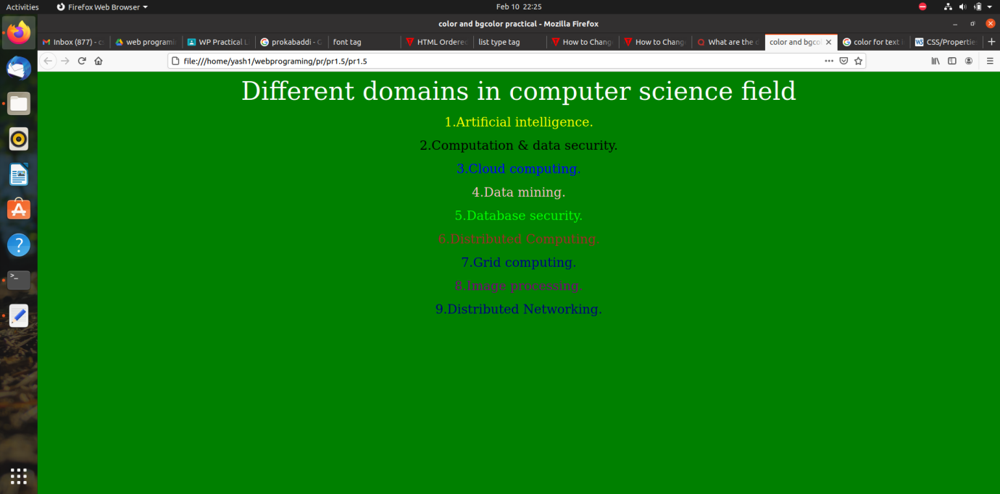 Activities Firefox Web Browser Feb 10 22:25
color and bgcolor practical - Mozilla Firefox
Inbox (877) - c web programi WP Practical L prokabaddi - G font tag HTML Ordere list type tag How to Chang How to Chang What are the d color and bgcol color for text CSS/Propertie
file:///home/yash1/webprograming/pr/pr1.5/pr1.5
Different domains in computer science field
1.Artificial intelligence.
2.Computation & data security.
3.Cloud computing.
4.Data mining.
5.Database security.
6.Distributed Computing.
7.Grid computing.
8.Image processing.
9.Distributed Networking.